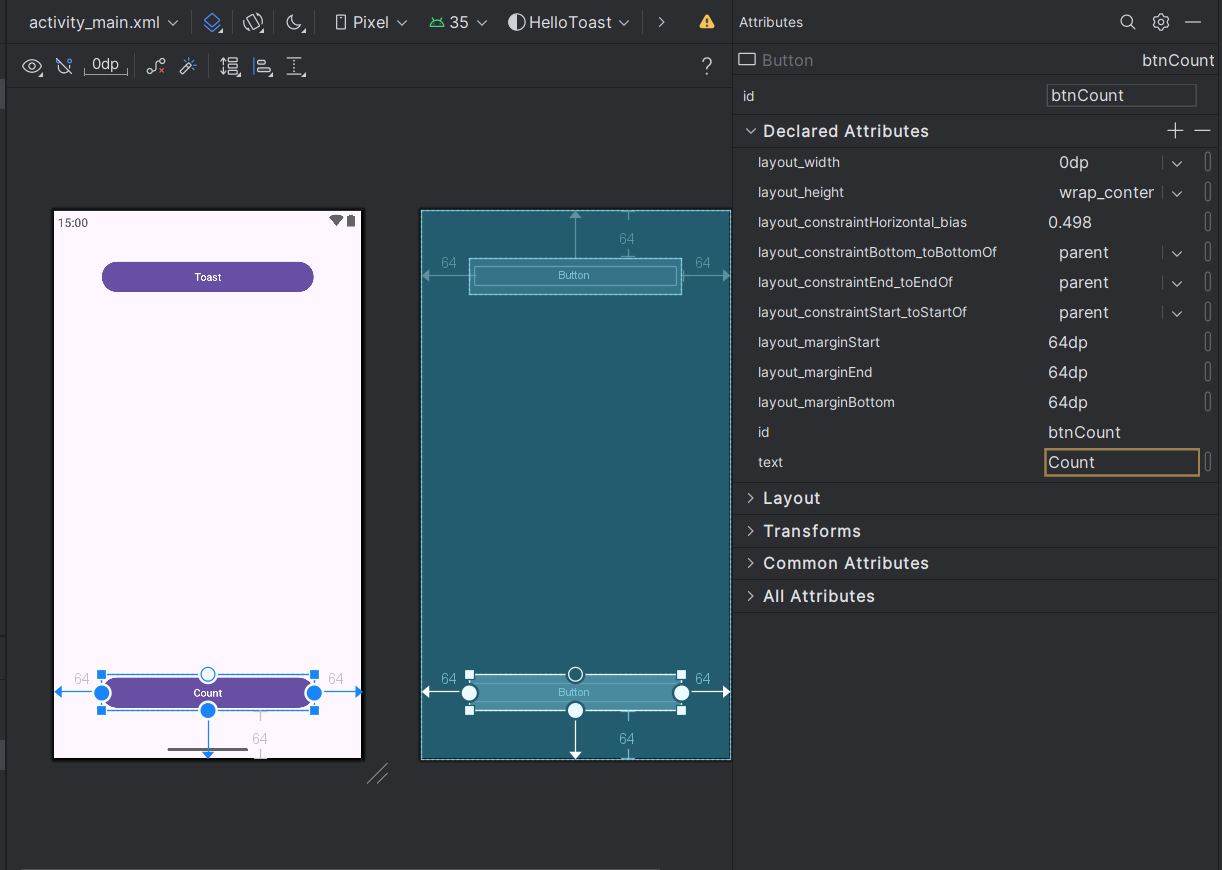 activity_main.xml Pixel 35 HelloToast
0dp ?
15:00
Toast
64 Count 64
64
64
64 Button 64
64 Button 64
64
Attributes
Button btnCount
id btnCount
Declared Attributes
layout_width 0dp
layout_height wrap_conter
layout_constraintHorizontal_bias 0.498
layout_constraintBottom_toBottomOf parent
layout_constraintEnd_toEndOf parent
layout_constraintStart_toStartOf parent
layout_marginStart 64dp
layout_marginEnd 64dp
layout_marginBottom 64dp
id btnCount
text Count
Layout
Transforms
Common Attributes
All Attributes